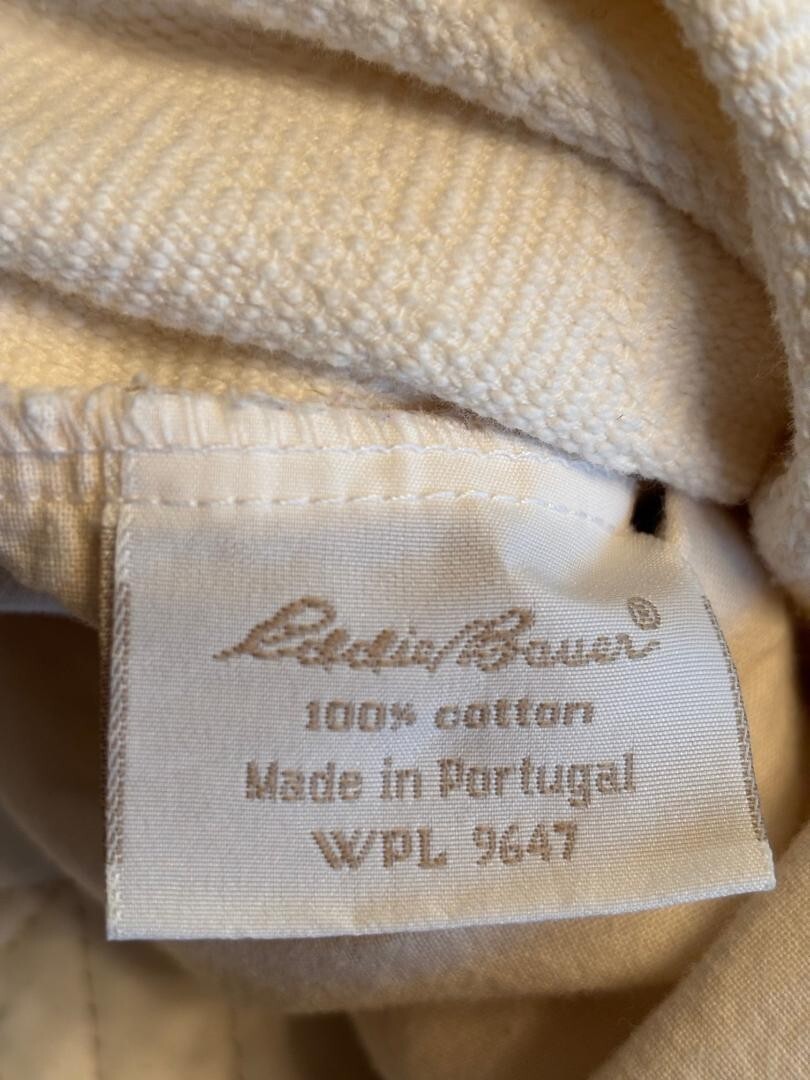 Eddie Bauer®
100% cotton
Made in Portugal
WPL 9647